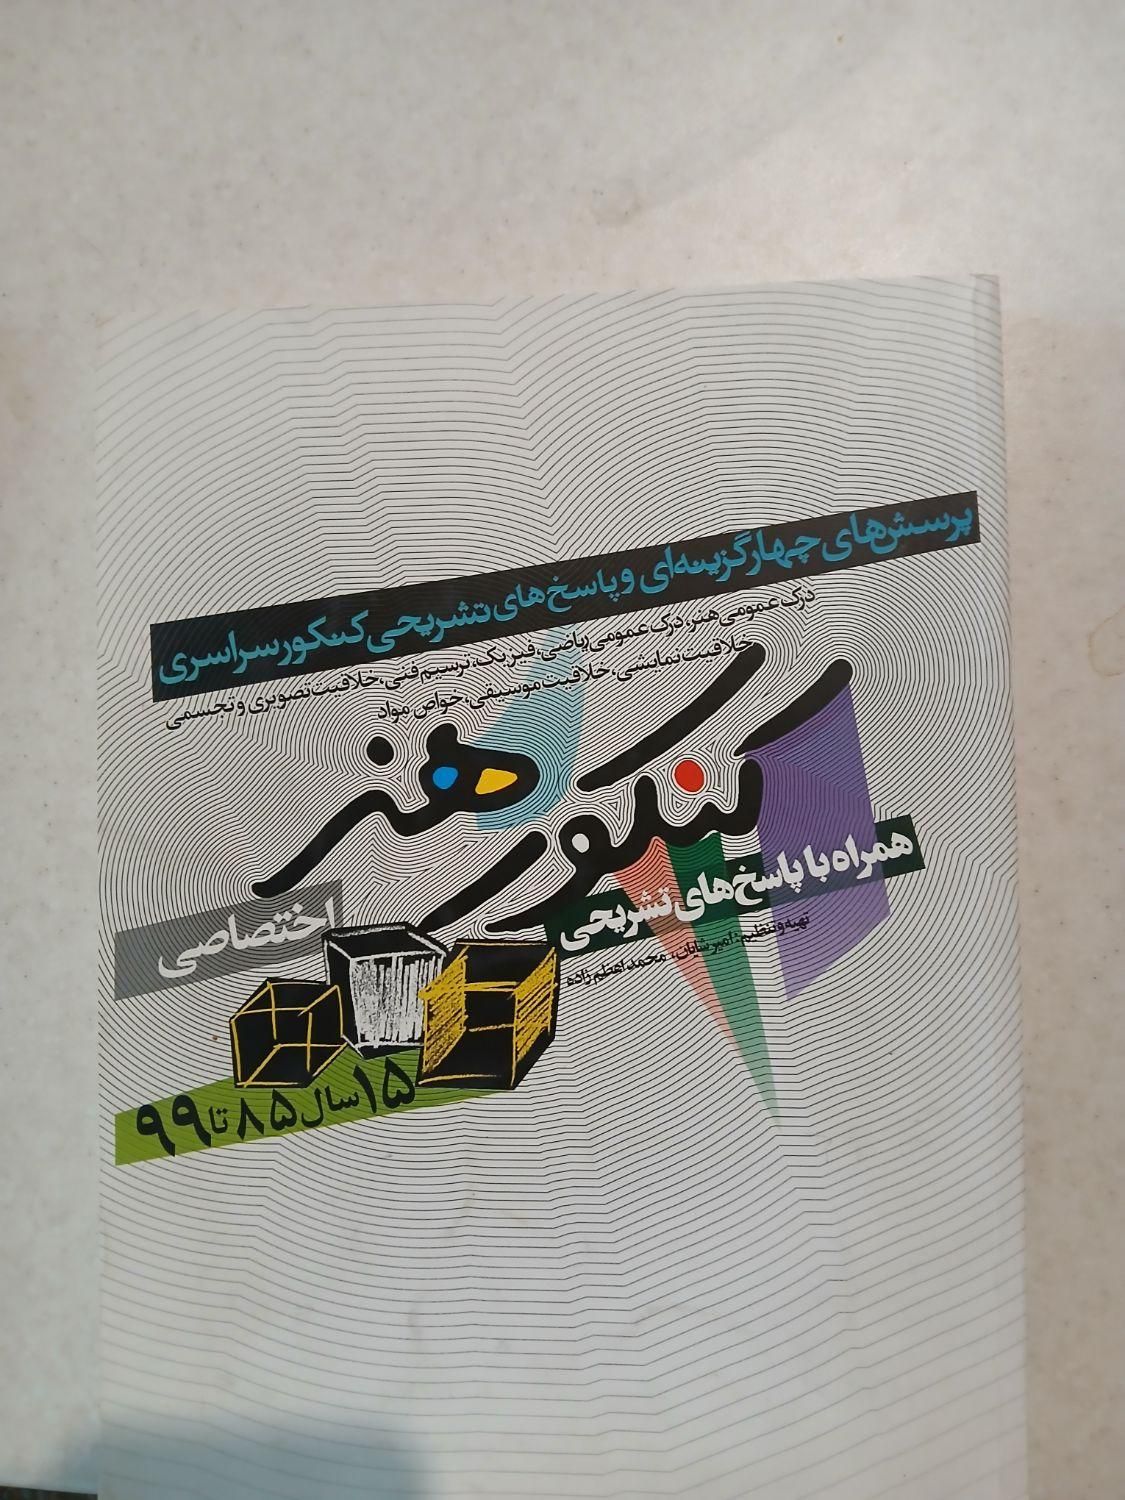 پرسش‌های چهارگزینه‌ای و پاسخ‌های تشریحی کنکور سراسری
درک عمومی هنر، درک عمومی ریاضی، فیزیک، ترسیم فنی، خلاقیت تصویری و تجسمی
خلاقیت نمایشی، خلاقیت موسیقی، خواص مواد
کنکور هنر
همراه با پاسخ‌های تشریحی
اختصاصی
تهیه و تنظیم: امیر شایان، محمد اعظم‌زاده
۱۵ سال ۸۵ تا ۹۹